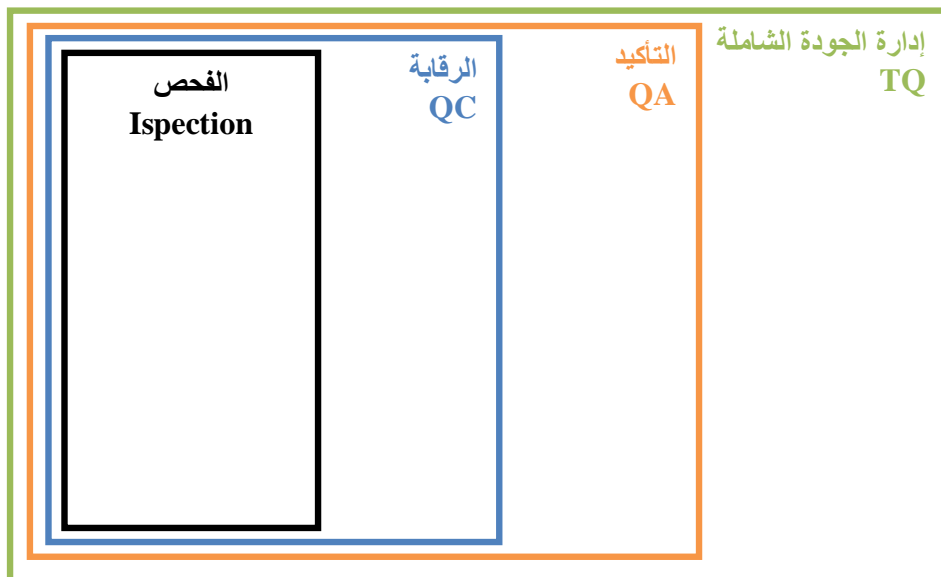 إدارة الجودة الشاملة
TQ
التأكيد
QA
الرقابة
QC
الفحص
Ispection